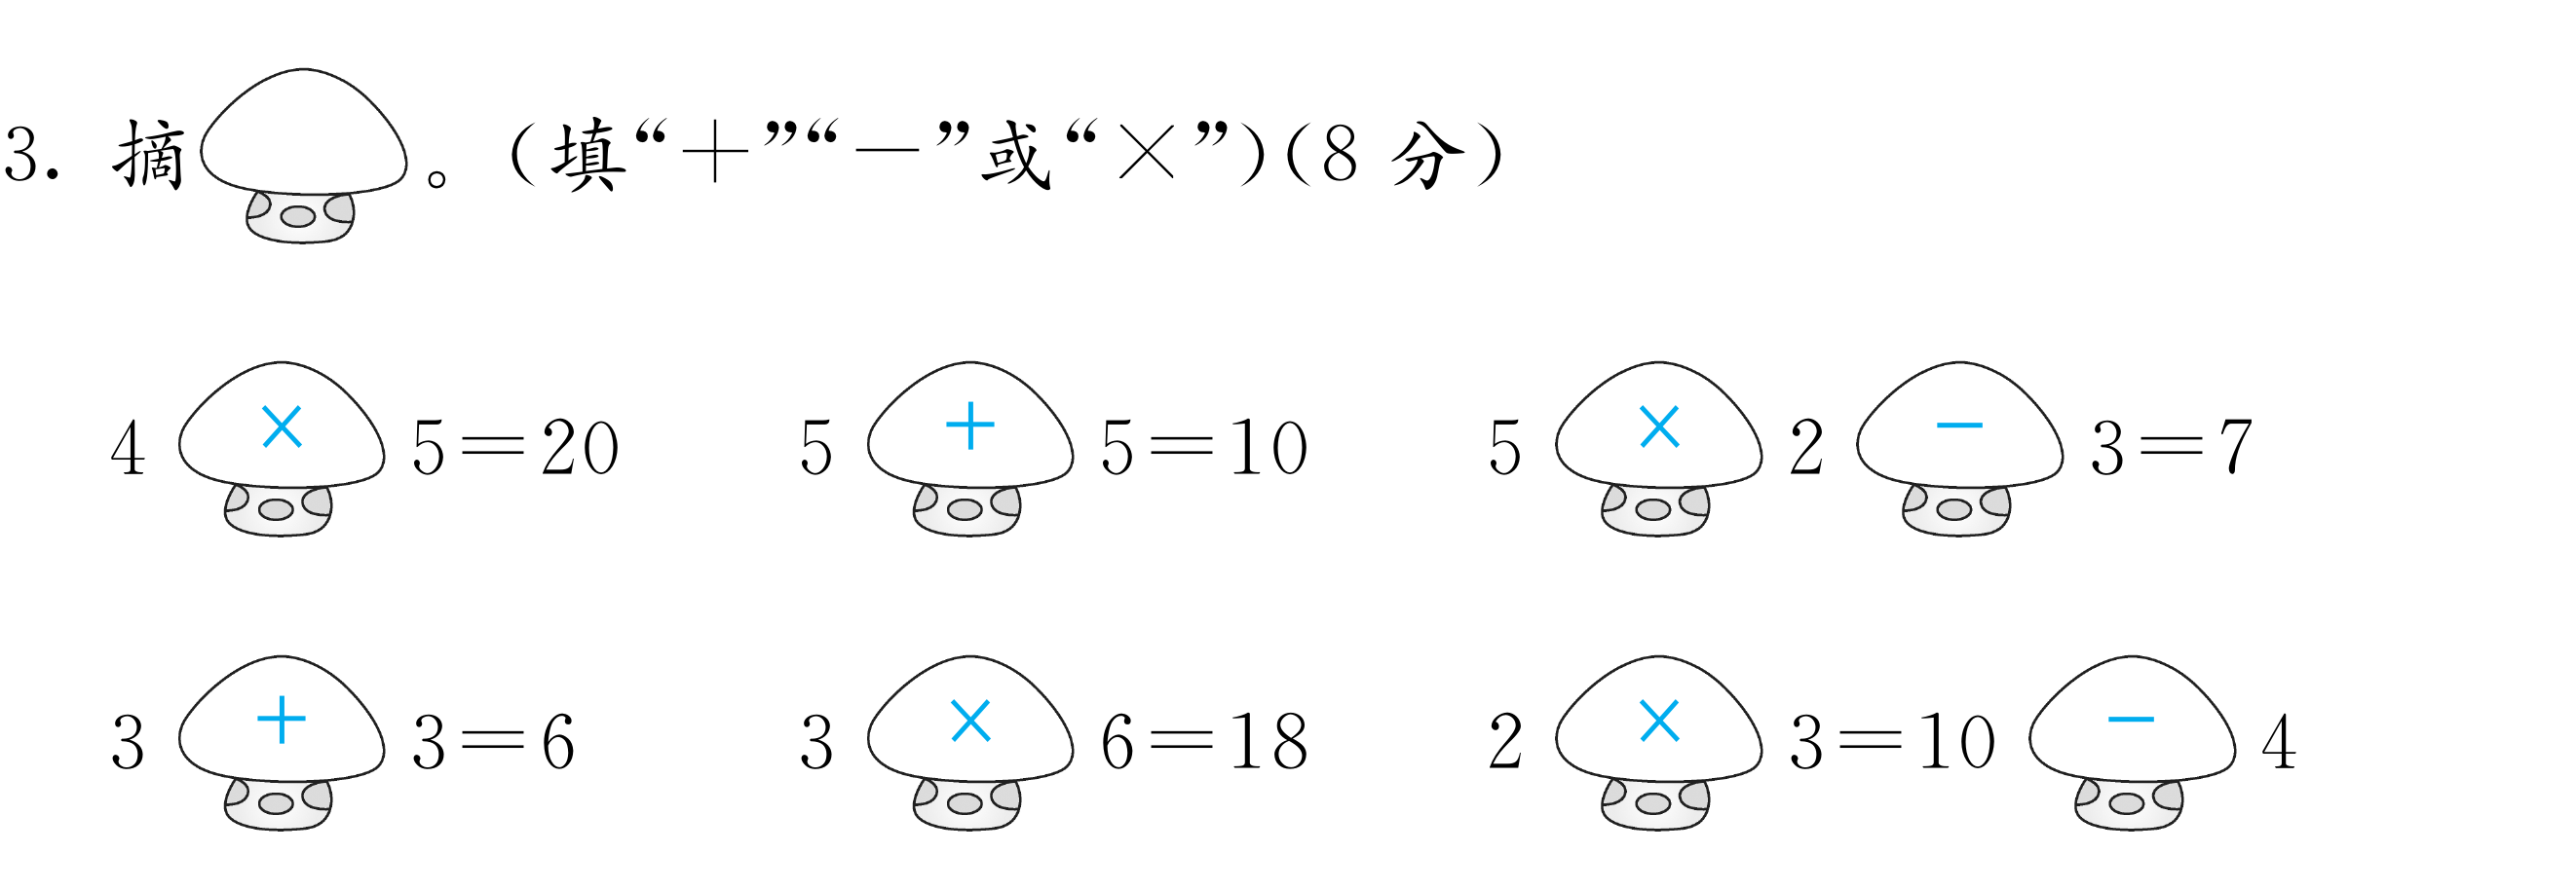 3. 摘。(填“+”“-”或“×”)(8 分)
4 × 5=20 5 + 5=10 5 × 2 - 3=7
3 + 3=6 3 × 6=18 2 × 3=10 - 4